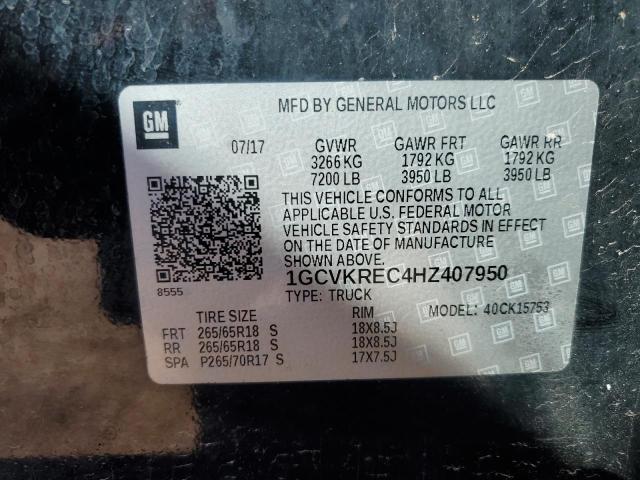 GM
MFD BY GENERAL MOTORS LLC
07/17 GVWR GAWR FRT GAWR RR
3266 KG 1792 KG 1792 KG
7200 LB 3950 LB 3950 LB
THIS VEHICLE CONFORMS TO ALL
APPLICABLE U.S. FEDERAL MOTOR
VEHICLE SAFETY STANDARDS IN EFFECT
ON THE DATE OF MANUFACTURE
SHOWN ABOVE.
8555
1GCVKREC4HZ407950
TYPE: TRUCK MODEL: 40CK15753
TIRE SIZE RIM
FRT 265/65R18 S 18X8.5J
RR 265/65R18 S 18X8.5J
SPA P265/70R17 S 17X7.5J